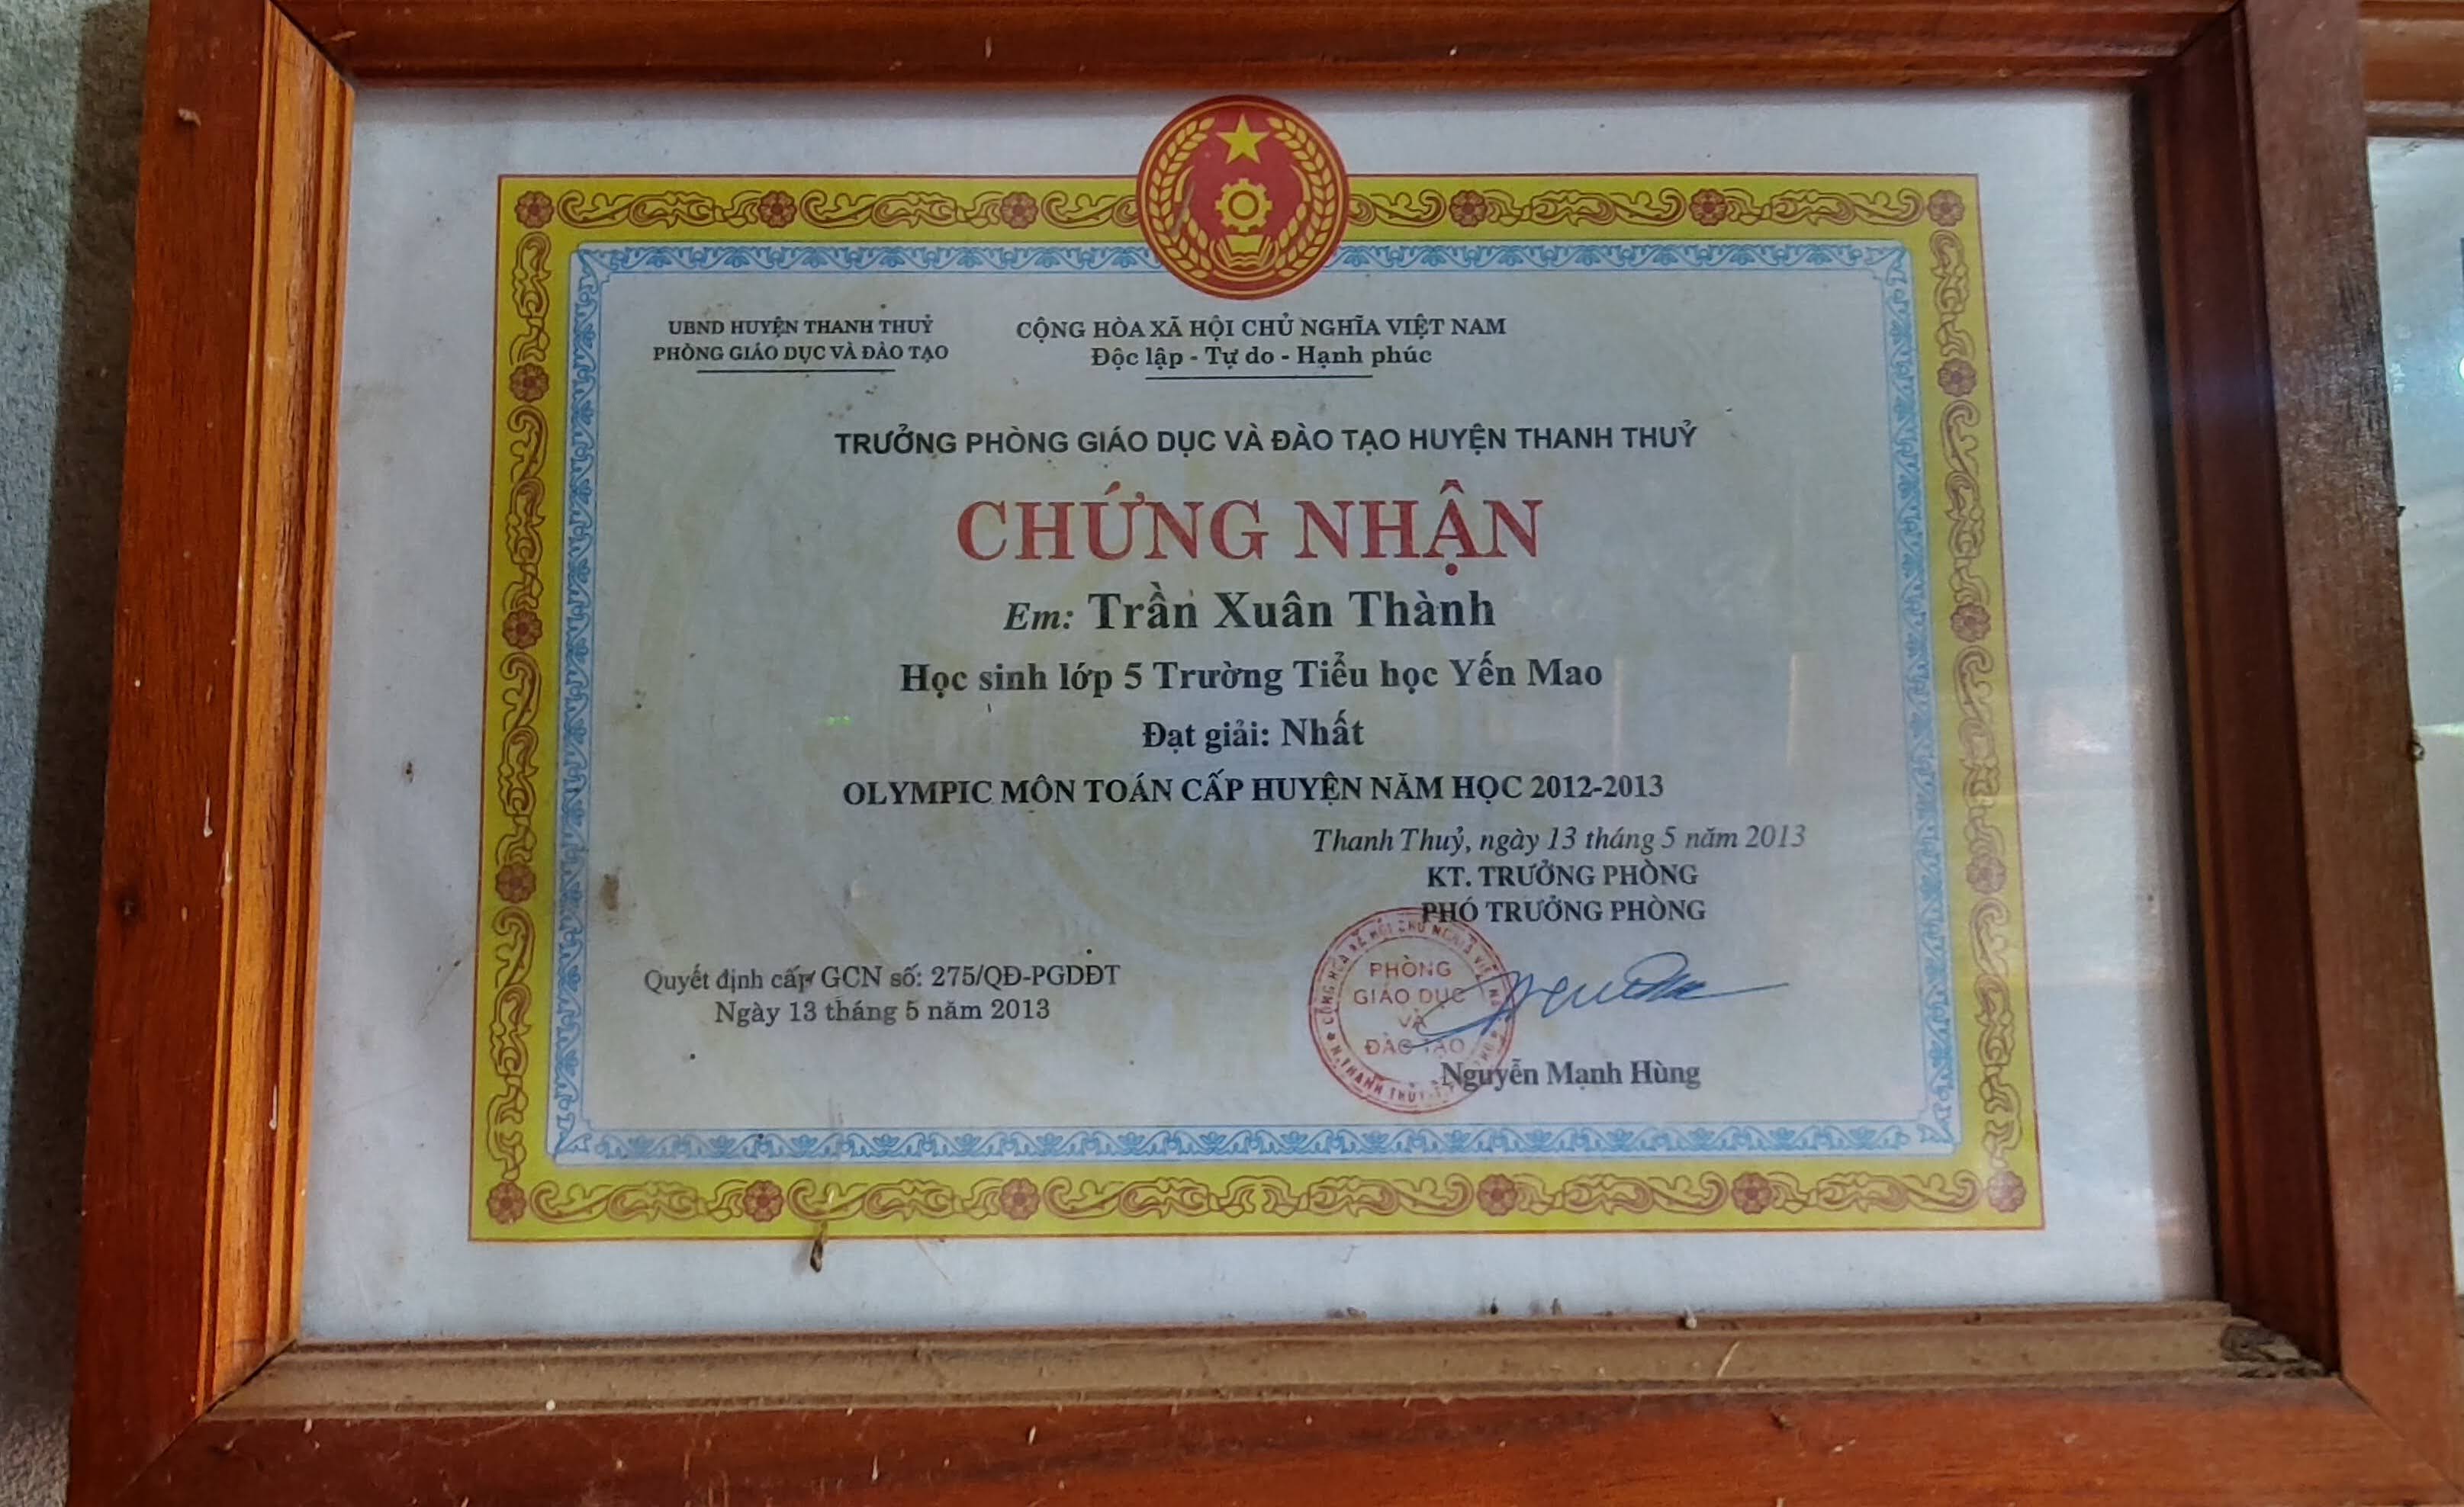 UBND HUYỆN THANH THUỶ
PHÒNG GIÁO DỤC VÀ ĐÀO TẠO
CỘNG HÒA XÃ HỘI CHỦ NGHĨA VIỆT NAM
Độc lập - Tự do - Hạnh phúc
TRƯỞNG PHÒNG GIÁO DỤC VÀ ĐÀO TẠO HUYỆN THANH THUỶ
CHỨNG NHẬN
Em: Trần Xuân Thành
Học sinh lớp 5 Trường Tiểu học Yến Mao
Đạt giải: Nhất
OLYMPIC MÔN TOÁN CẤP HUYỆN NĂM HỌC 2012-2013
Thanh Thuỷ, ngày 13 tháng 5 năm 2013
KT. TRƯỞNG PHÒNG
PHÓ TRƯỞNG PHÒNG
Quyết định cấp GCN số: 275/QĐ-PGDĐT
Ngày 13 tháng 5 năm 2013
CỘNG HÒA XÃ HỘI CHỦ NGHĨA VIỆT NAM
PHÒNG
GIÁO DỤC
VÀ
ĐÀO TẠO
H.THANH THỦY
Nguyễn Mạnh Hùng